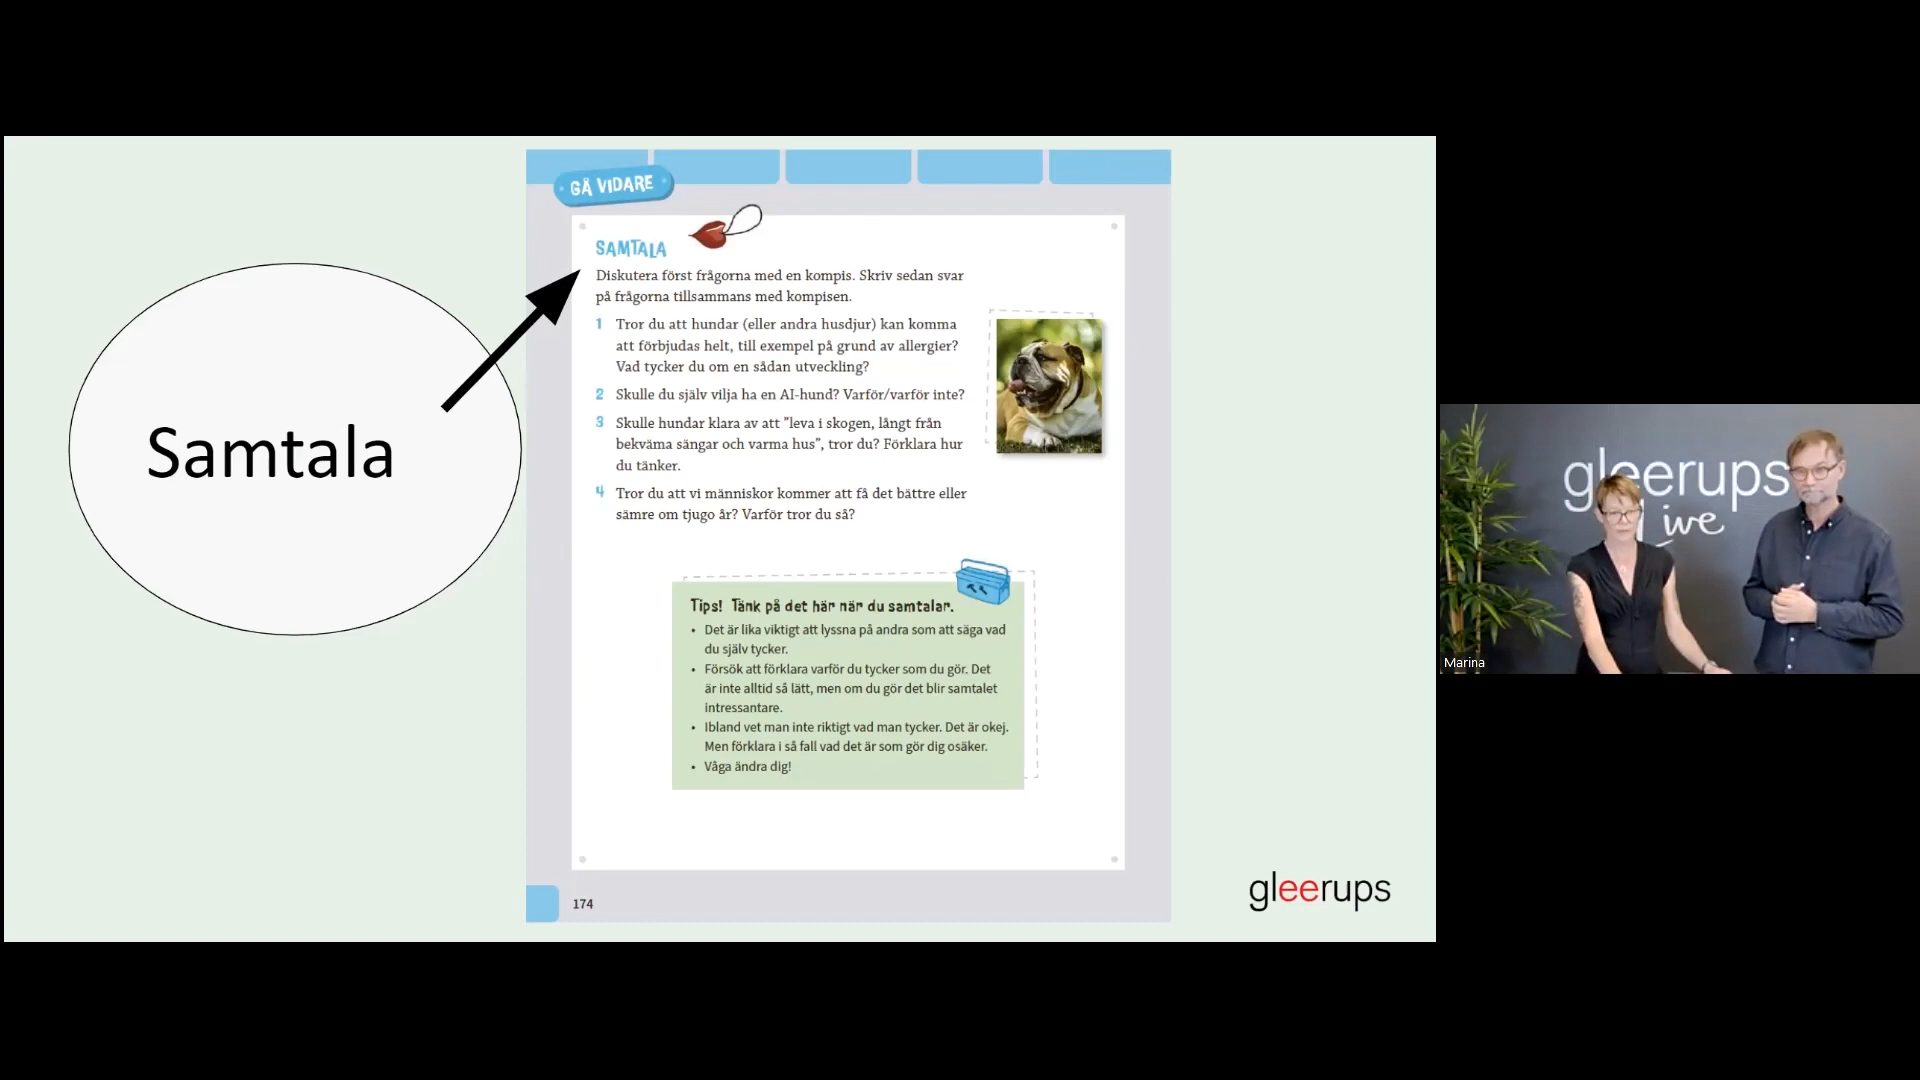 Samtala
GÅ VIDARE
SAMTALA
Diskutera först frågorna med en kompis. Skriv sedan svar
på frågorna tillsammans med kompisen.
1 Tror du att hundar (eller andra husdjur) kan komma
att förbjudas helt, till exempel på grund av allergier?
Vad tycker du om en sådan utveckling?
2 Skulle du själv vilja ha en AI-hund? Varför/varför inte?
3 Skulle hundar klara av att ”leva i skogen, långt från
bekväma sängar och varma hus”, tror du? Förklara hur
du tänker.
4 Tror du att vi människor kommer att få det bättre eller
sämre om tjugo år? Varför tror du så?
Tips! Tänk på det här när du samtalar.
• Det är lika viktigt att lyssna på andra som att säga vad
du själv tycker.
• Försök att förklara varför du tycker som du gör. Det
är inte alltid så lätt, men om du gör det blir samtalet
intressantare.
• Ibland vet man inte riktigt vad man tycker. Det är okej.
Men förklara i så fall vad det är som gör dig osäker.
• Våga ändra dig!
174
gleerups
gleerups
Live
Marina